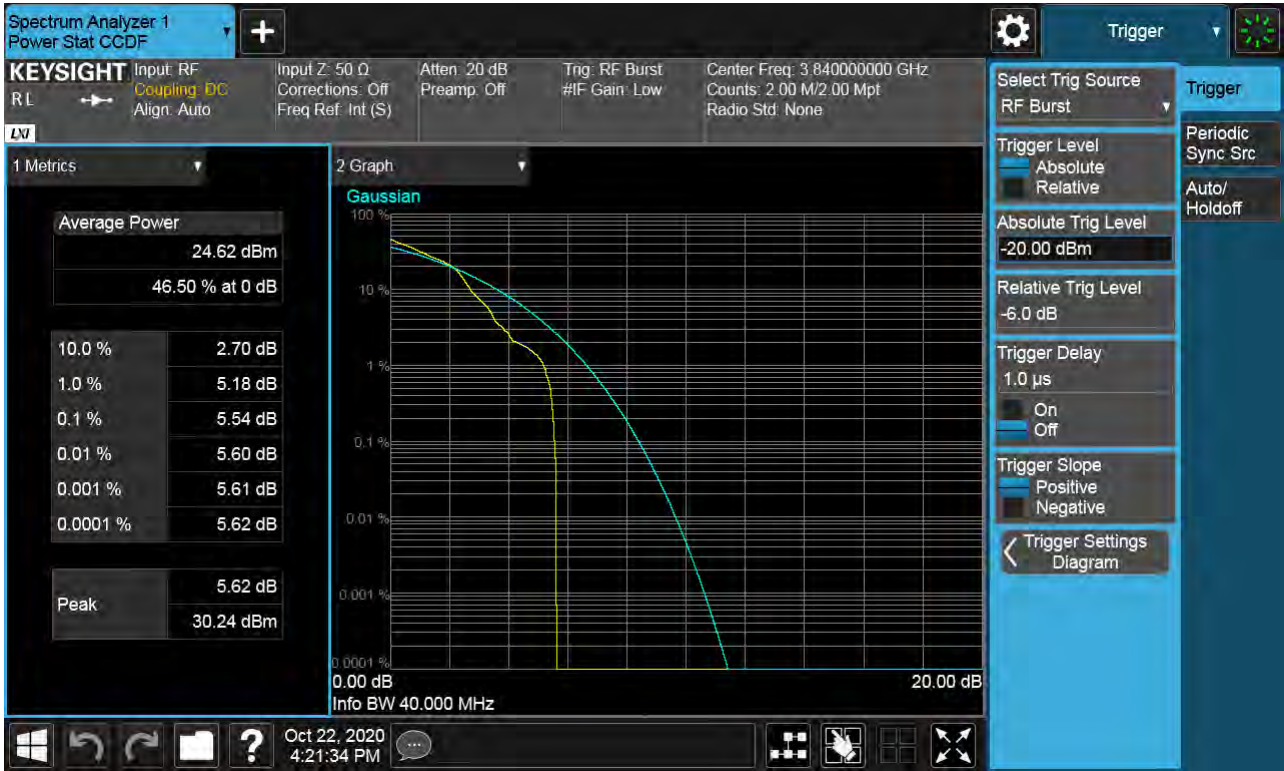 Spectrum Analyzer 1
Power Stat CCDF
Trigger
KEYSIGHT
RL
LXI
Input: RF
Coupling: DC
Align: Auto
Input Z: 50 Ω
Corrections: Off
Freq Ref: Int (S)
Atten: 20 dB
Preamp: Off
Trig: RF Burst
#IF Gain: Low
Center Freq: 3.840000000 GHz
Counts: 2.00 M/2.00 Mpt
Radio Std: None
1 Metrics
Average Power
24.62 dBm
46.50 % at 0 dB
10.0 % 2.70 dB
1.0 % 5.18 dB
0.1 % 5.54 dB
0.01 % 5.60 dB
0.001 % 5.61 dB
0.0001 % 5.62 dB
Peak
5.62 dB
30.24 dBm
2 Graph
Gaussian
100 %
10 %
1 %
0.1 %
0.01 %
0.001 %
0.0001 %
0.00 dB
20.00 dB
Info BW 40.000 MHz
Select Trig Source
RF Burst
Trigger Level
Absolute
Relative
Absolute Trig Level
-20.00 dBm
Relative Trig Level
-6.0 dB
Trigger Delay
1.0 µs
On
Off
Trigger Slope
Positive
Negative
Trigger Settings
Diagram
Trigger
Periodic
Sync Src
Auto/
Holdoff
?
Oct 22, 2020
4:21:34 PM